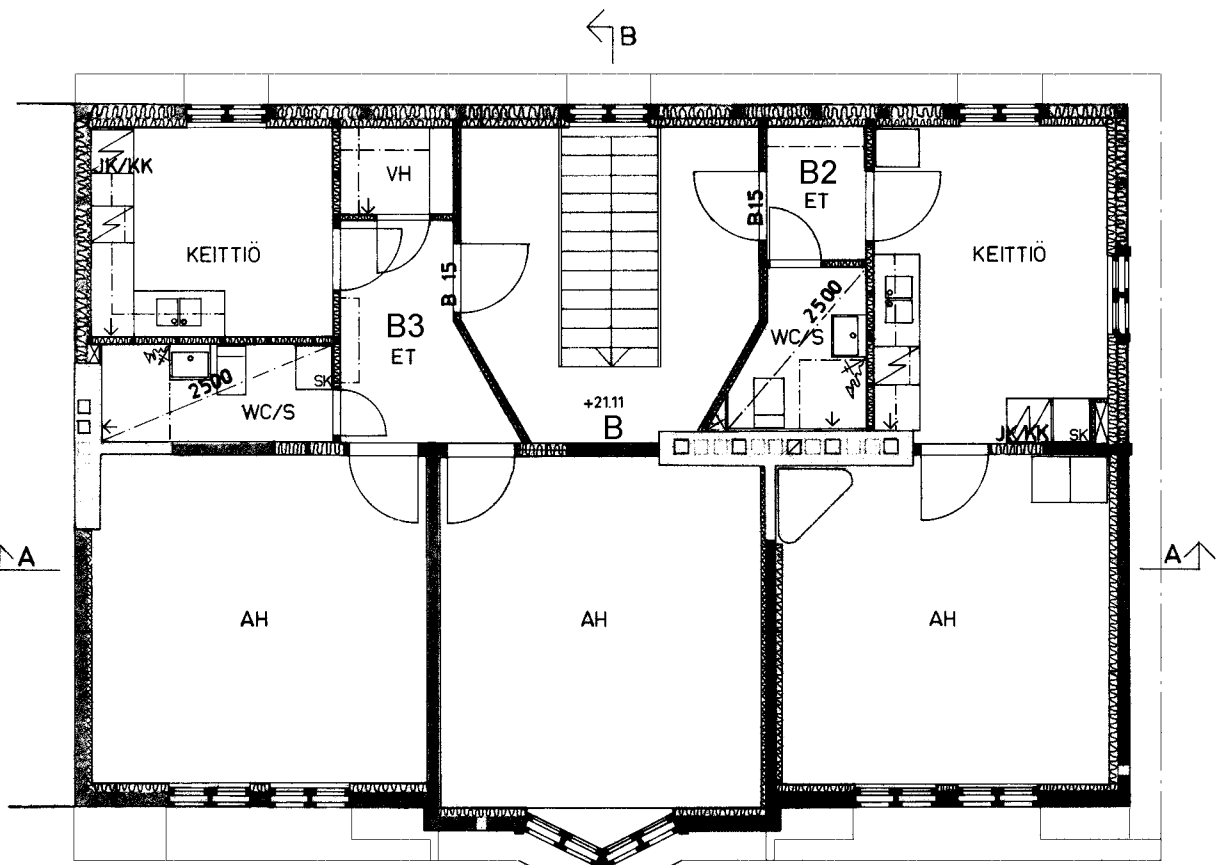 B
JK/KK
VH
B2
ET
B 15
KEITTIÖ
KEITTIÖ
B 15
B3
ET
2500
WC/S
2500
SK
WC/S
+21.11
B
JK/KK
SK
A
A
AH
AH
AH